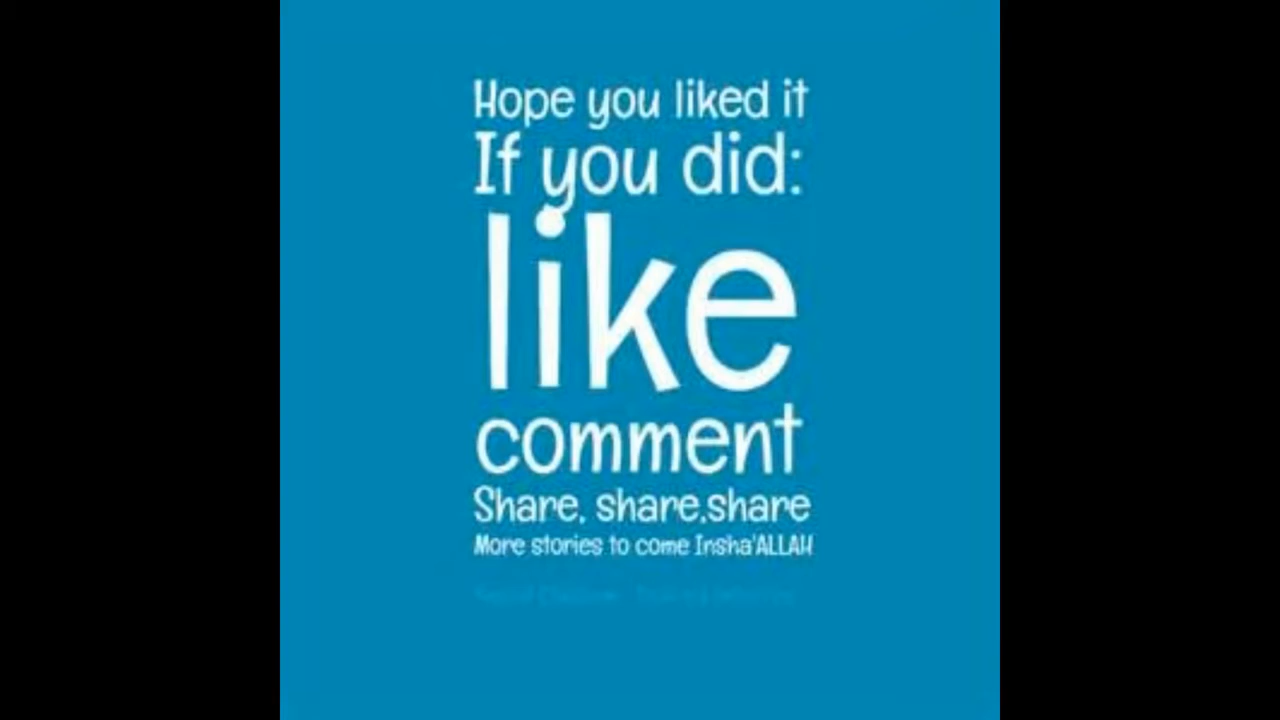 Hope you liked it
If you did:
like
comment
Share, share,share
More stories to come Insha'ALLAH